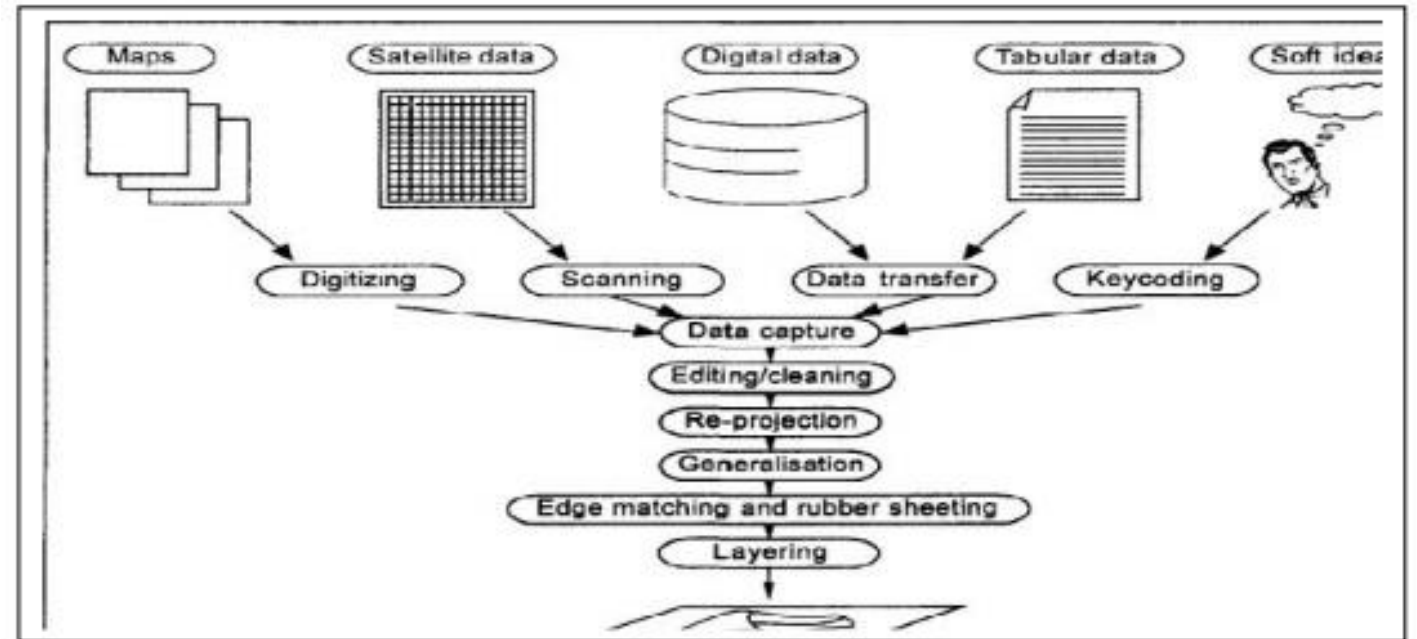 Maps
Satellite data
Digital data
Tabular data
Soft idea
Digitizing
Scanning
Data transfer
Keycoding
Data capture
Editing/cleaning
Re-projection
Generalisation
Edge matching and rubber sheeting
Layering